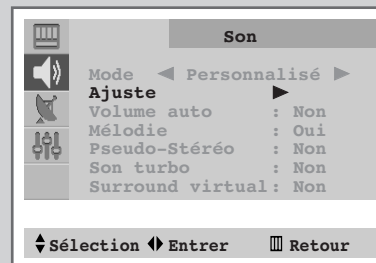 Son
Mode ◀ Personnalisé ▶
Ajuste ▶
Volume auto : Non
Mélodie : Oui
Pseudo-Stéréo : Non
Son turbo : Non
Surround virtual: Non
Sélection Entrer Retour